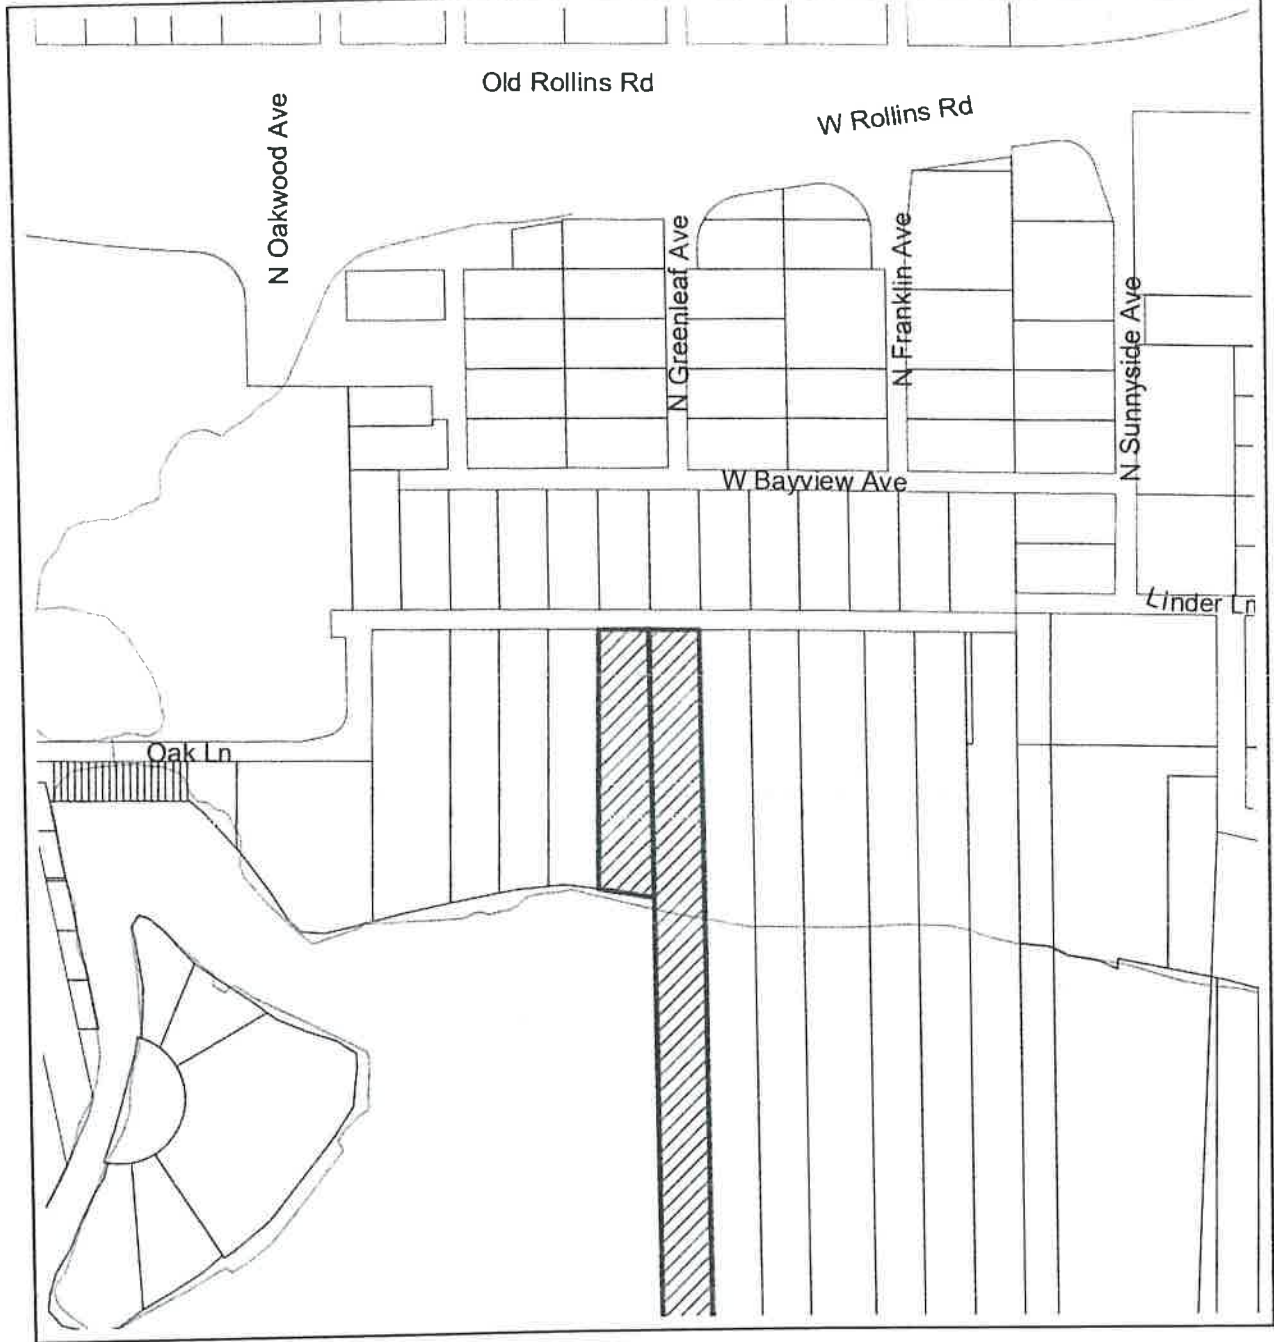 Old Rollins Rd
W Rollins Rd
N Oakwood Ave
N Greenleaf Ave
N Franklin Ave
N Sunnyside Ave
W Bayview Ave
Linder Ln
Oak Ln